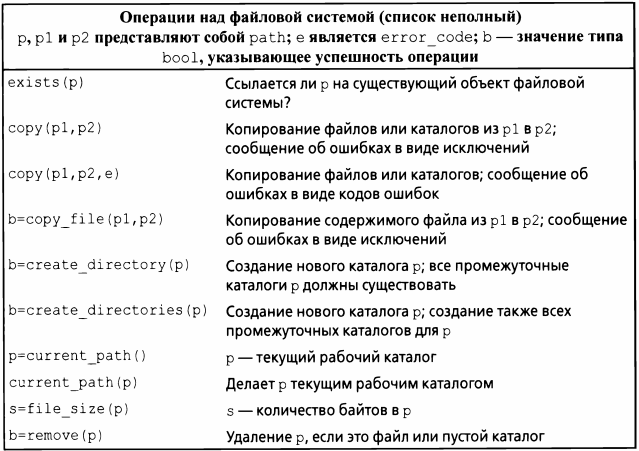 Операции над файловой системой (список неполный)
p, p1 и p2 представляют собой path; e является error_code; b — значение типа
bool, указывающее успешность операции
exists(p) Ссылается ли p на существующий объект файловой
системы?
copy(p1,p2) Копирование файлов или каталогов из p1 в p2;
сообщение об ошибках в виде исключений
copy(p1,p2,e) Копирование файлов или каталогов; сообщение об
ошибках в виде кодов ошибок
b=copy_file(p1,p2) Копирование содержимого файла из p1 в p2; сообщение
об ошибках в виде исключений
b=create_directory(p) Создание нового каталога p; все промежуточные
каталоги p должны существовать
b=create_directories(p) Создание нового каталога p; создание также всех
промежуточных каталогов для p
p=current_path() p — текущий рабочий каталог
current_path(p) Делает p текущим рабочим каталогом
s=file_size(p) s — количество байтов в p
b=remove(p) Удаление p, если это файл или пустой каталог